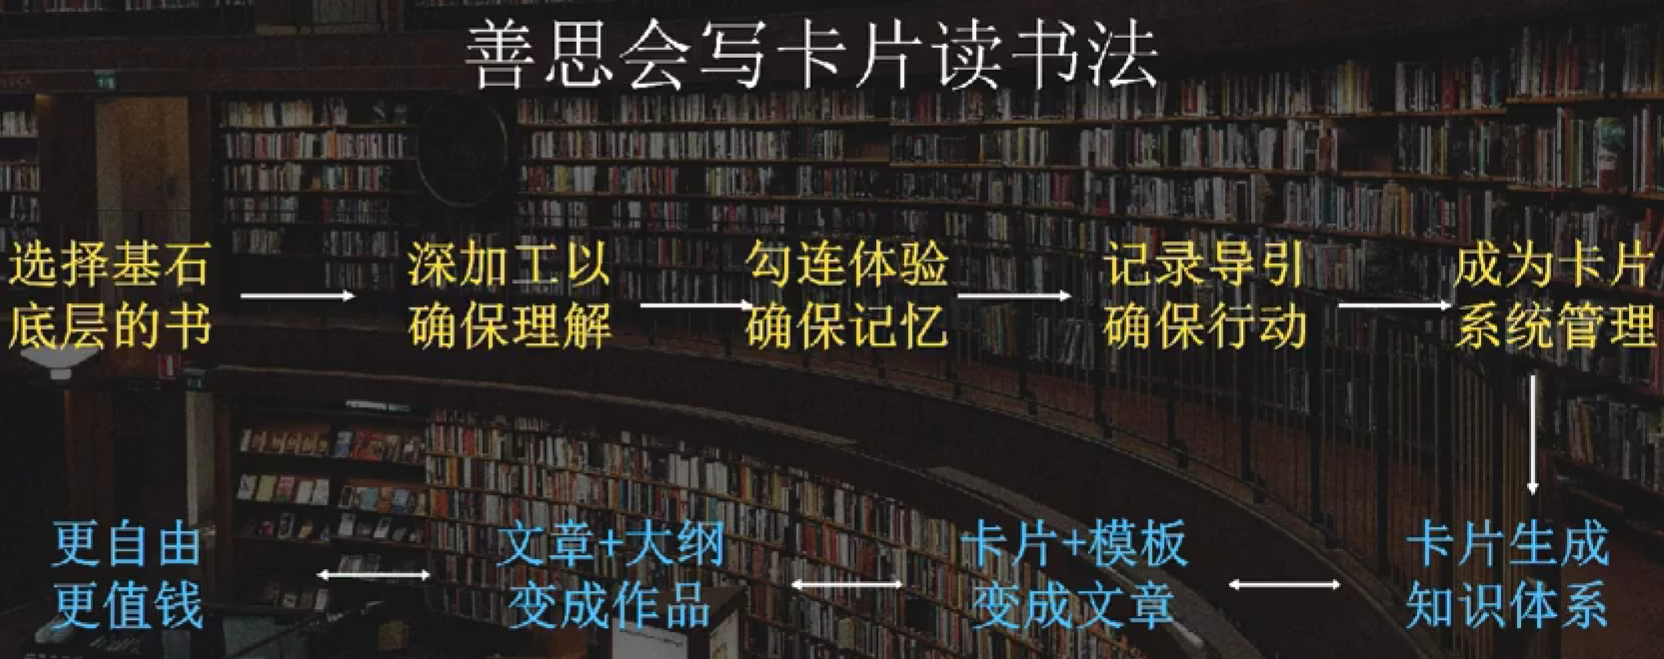 善思会写卡片读书法
选择基石
底层的书
深加工以
确保理解
勾连体验
确保记忆
记录导引
确保行动
成为卡片
系统管理
更自由
更值钱
文章+大纲
变成作品
卡片+模板
变成文章
卡片生成
知识体系